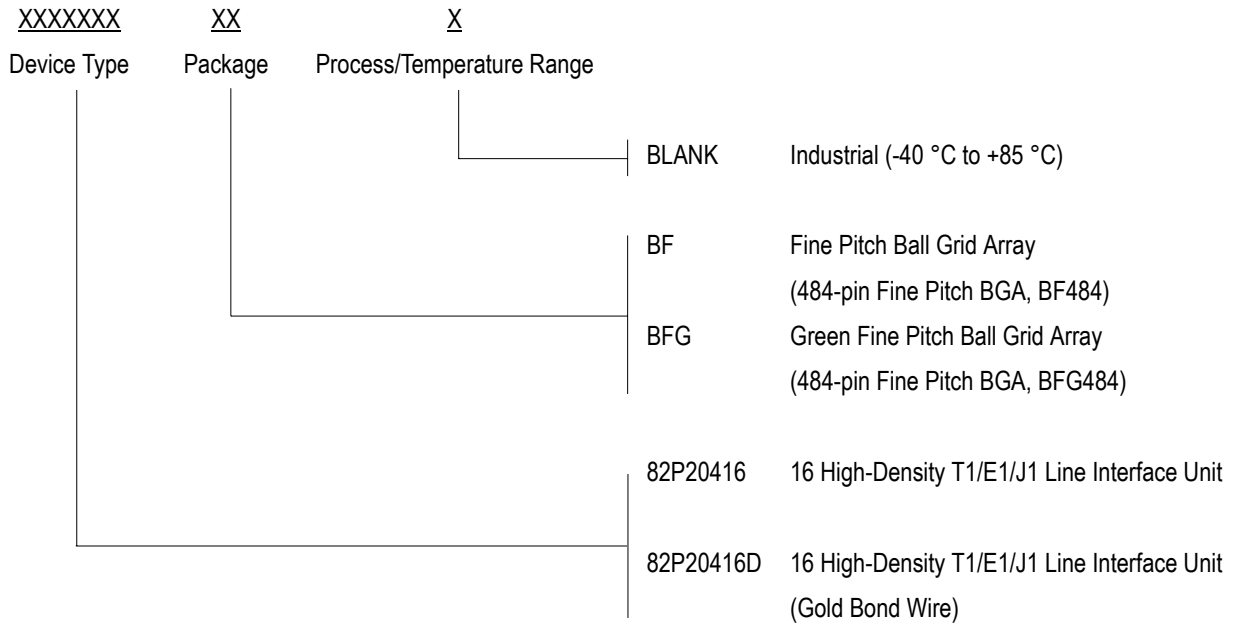 XXXXXXX XX X
Device Type Package Process/Temperature Range
BLANK Industrial (-40 °C to +85 °C)
BF Fine Pitch Ball Grid Array
(484-pin Fine Pitch BGA, BF484)
BFG Green Fine Pitch Ball Grid Array
(484-pin Fine Pitch BGA, BFG484)
82P20416 16 High-Density T1/E1/J1 Line Interface Unit
82P20416D 16 High-Density T1/E1/J1 Line Interface Unit
(Gold Bond Wire)